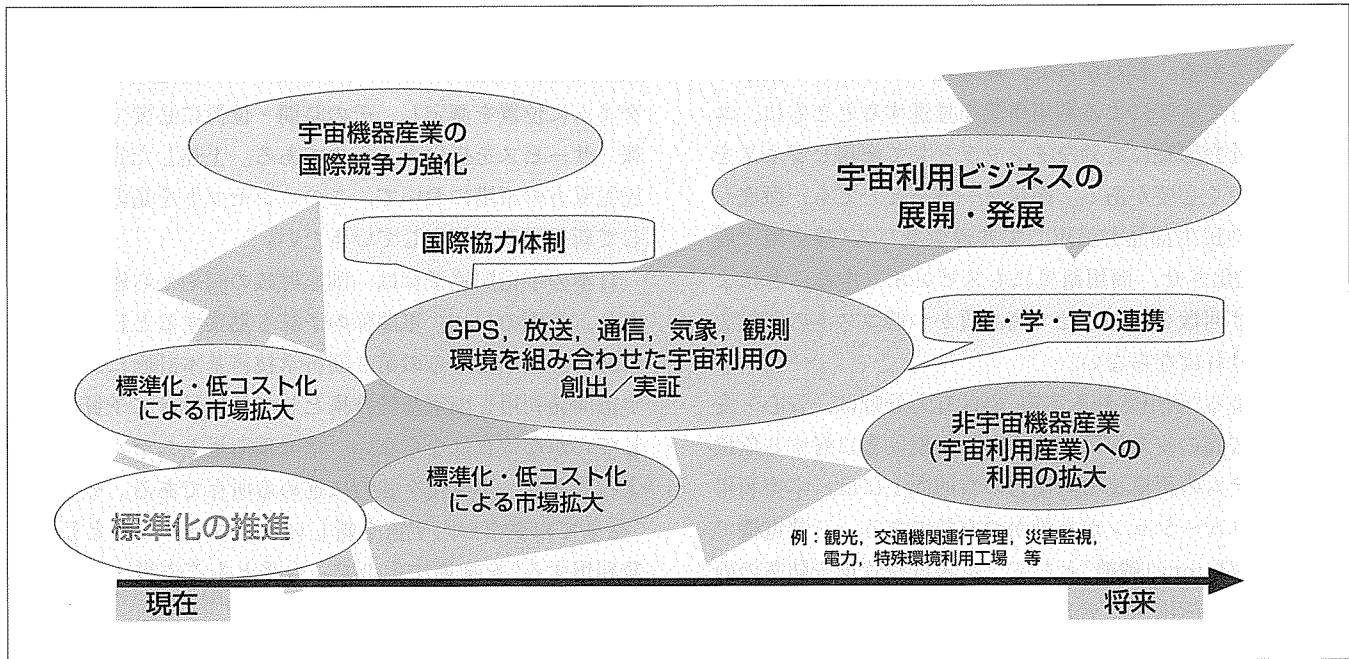 宇宙機器産業の
国際競争力強化
宇宙利用ビジネスの
展開・発展
国際協力体制
GPS，放送，通信，気象，観測
環境を組み合わせた宇宙利用の
創出／実証
産・学・官の連携
標準化・低コスト化
による市場拡大
非宇宙機器産業
(宇宙利用産業)への
利用の拡大
標準化・低コスト化
による市場拡大
標準化の推進
例：観光，交通機関運行管理，災害監視，
電力，特殊環境利用工場　等
現在
将来